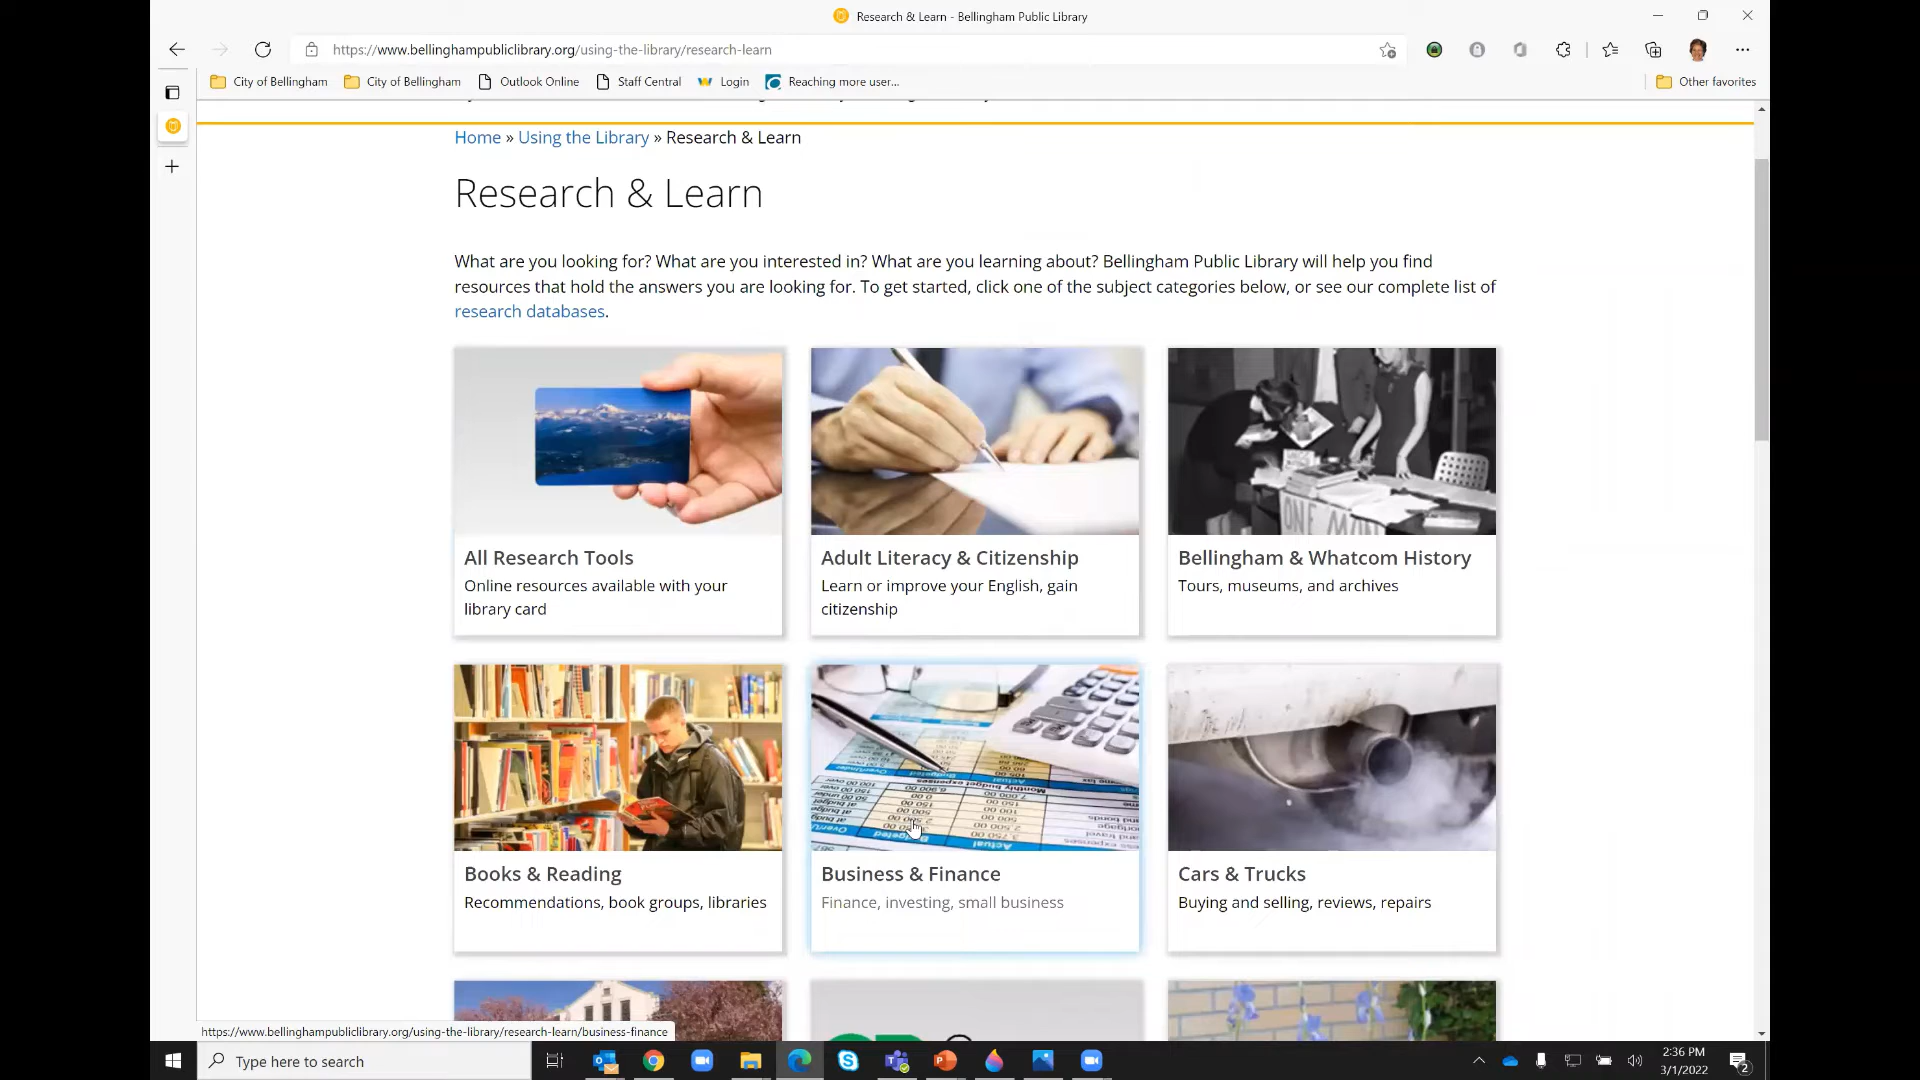 Research & Learn - Bellingham Public Library
https://www.bellinghampubliclibrary.org/using-the-library/research-learn
City of Bellingham
City of Bellingham
Outlook Online
Staff Central
Login
Reaching more user...
Other favorites
Home » Using the Library » Research & Learn
Research & Learn
What are you looking for? What are you interested in? What are you learning about? Bellingham Public Library will help you find
resources that hold the answers you are looking for. To get started, click one of the subject categories below, or see our complete list of
research databases.
ONE MAN
All Research Tools
Online resources available with your
library card
Adult Literacy & Citizenship
Learn or improve your English, gain
citizenship
Bellingham & Whatcom History
Tours, museums, and archives
Monthly budget expenses
Budgeted
Actual
Books & Reading
Recommendations, book groups, libraries
Business & Finance
Finance, investing, small business
Cars & Trucks
Buying and selling, reviews, repairs
https://www.bellinghampubliclibrary.org/using-the-library/research-learn/business-finance
Type here to search
2:36 PM
3/1/2022
2